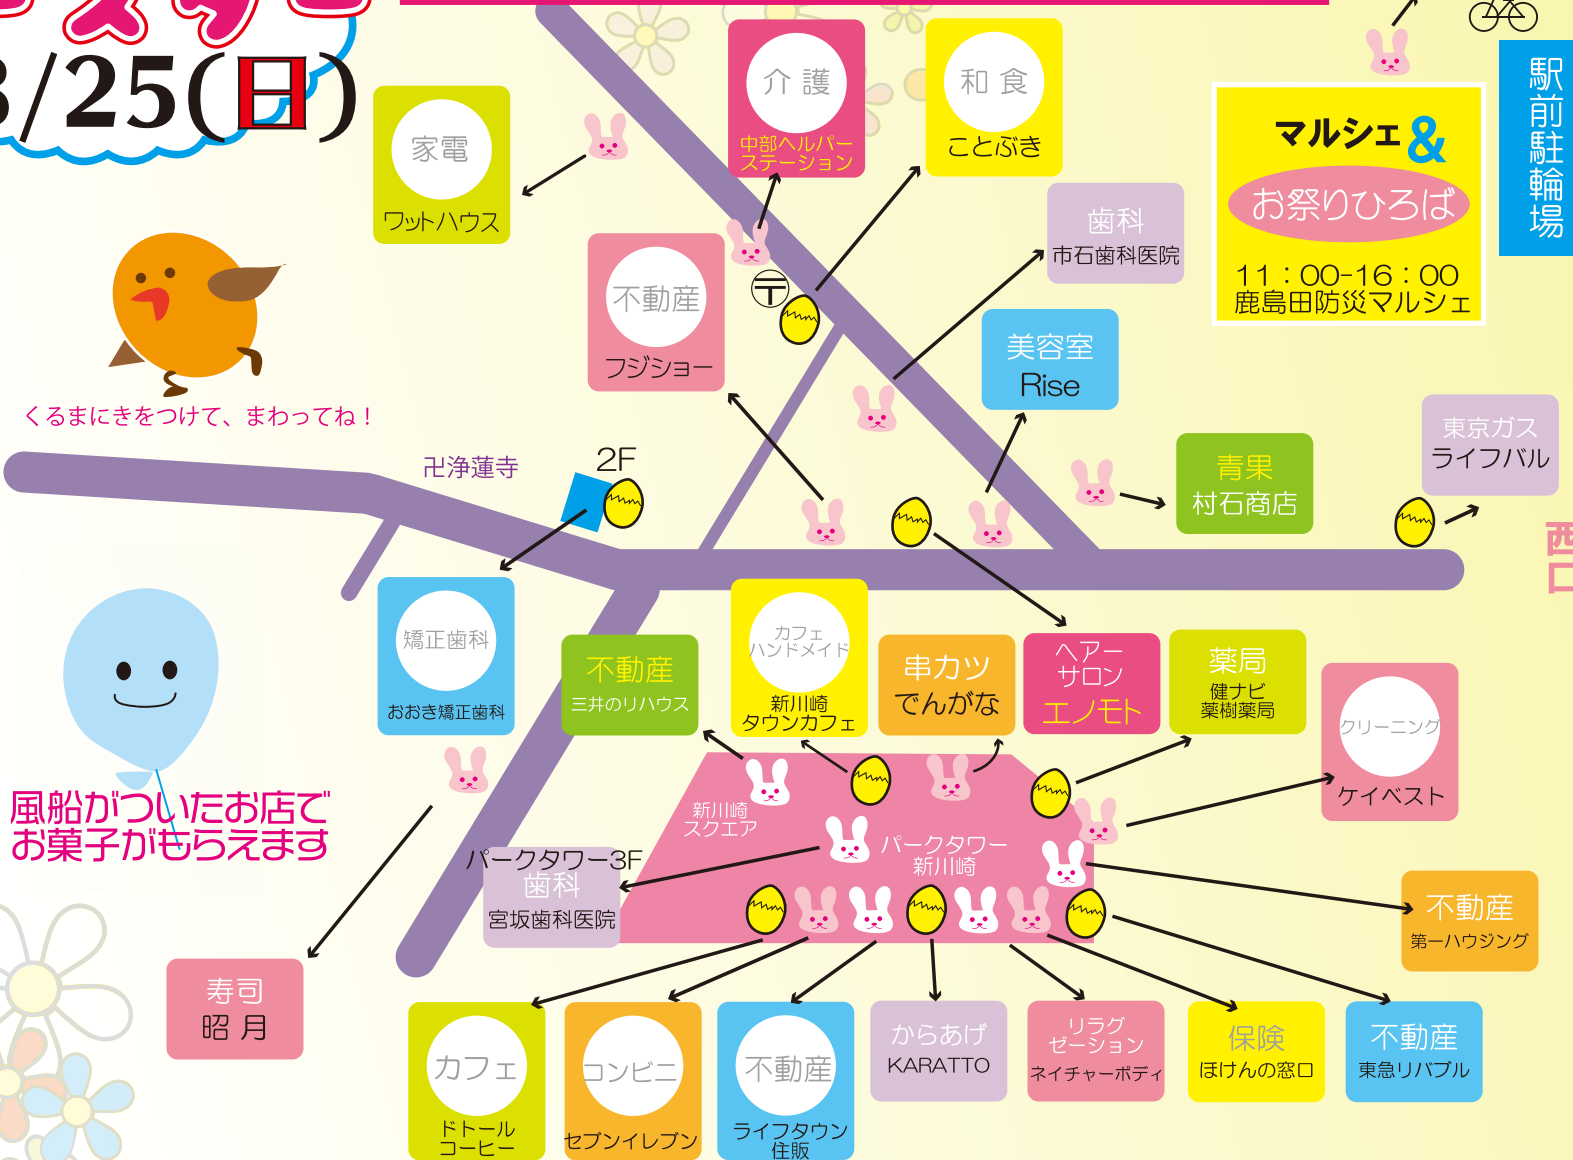 イースター
3/25(日)
家電
ワットハウス
介護
中部ヘルパー
ステーション
和食
ことぶき
歯科
市石歯科医院
マルシェ&
お祭りひろば
11：00-16：00
鹿島田防災マルシェ
駅前駐輪場
不動産
フジショー
〒
美容室
Rise
くるまにきをつけて、まわってね！
卍浄蓮寺
2F
青果
村石商店
東京ガス
ライフバル
西口
矯正歯科
おおき矯正歯科
不動産
三井のリハウス
カフェ
ハンドメイド
新川崎
タウンカフェ
串カツ
でんがな
ヘアー
サロン
エノモト
薬局
健ナビ
薬樹薬局
クリーニング
ケイベスト
風船がついたお店で
お菓子がもらえます
新川崎
スクエア
パークタワー
新川崎
パークタワー3F
歯科
宮坂歯科医院
不動産
第一ハウジング
寿司
昭月
カフェ
ドトール
コーヒー
コンビニ
セブンイレブン
不動産
ライフタウン
住販
からあげ
KARATTO
リラグ
ゼーション
ネイチャーボディ
保険
ほけんの窓口
不動産
東急リバブル